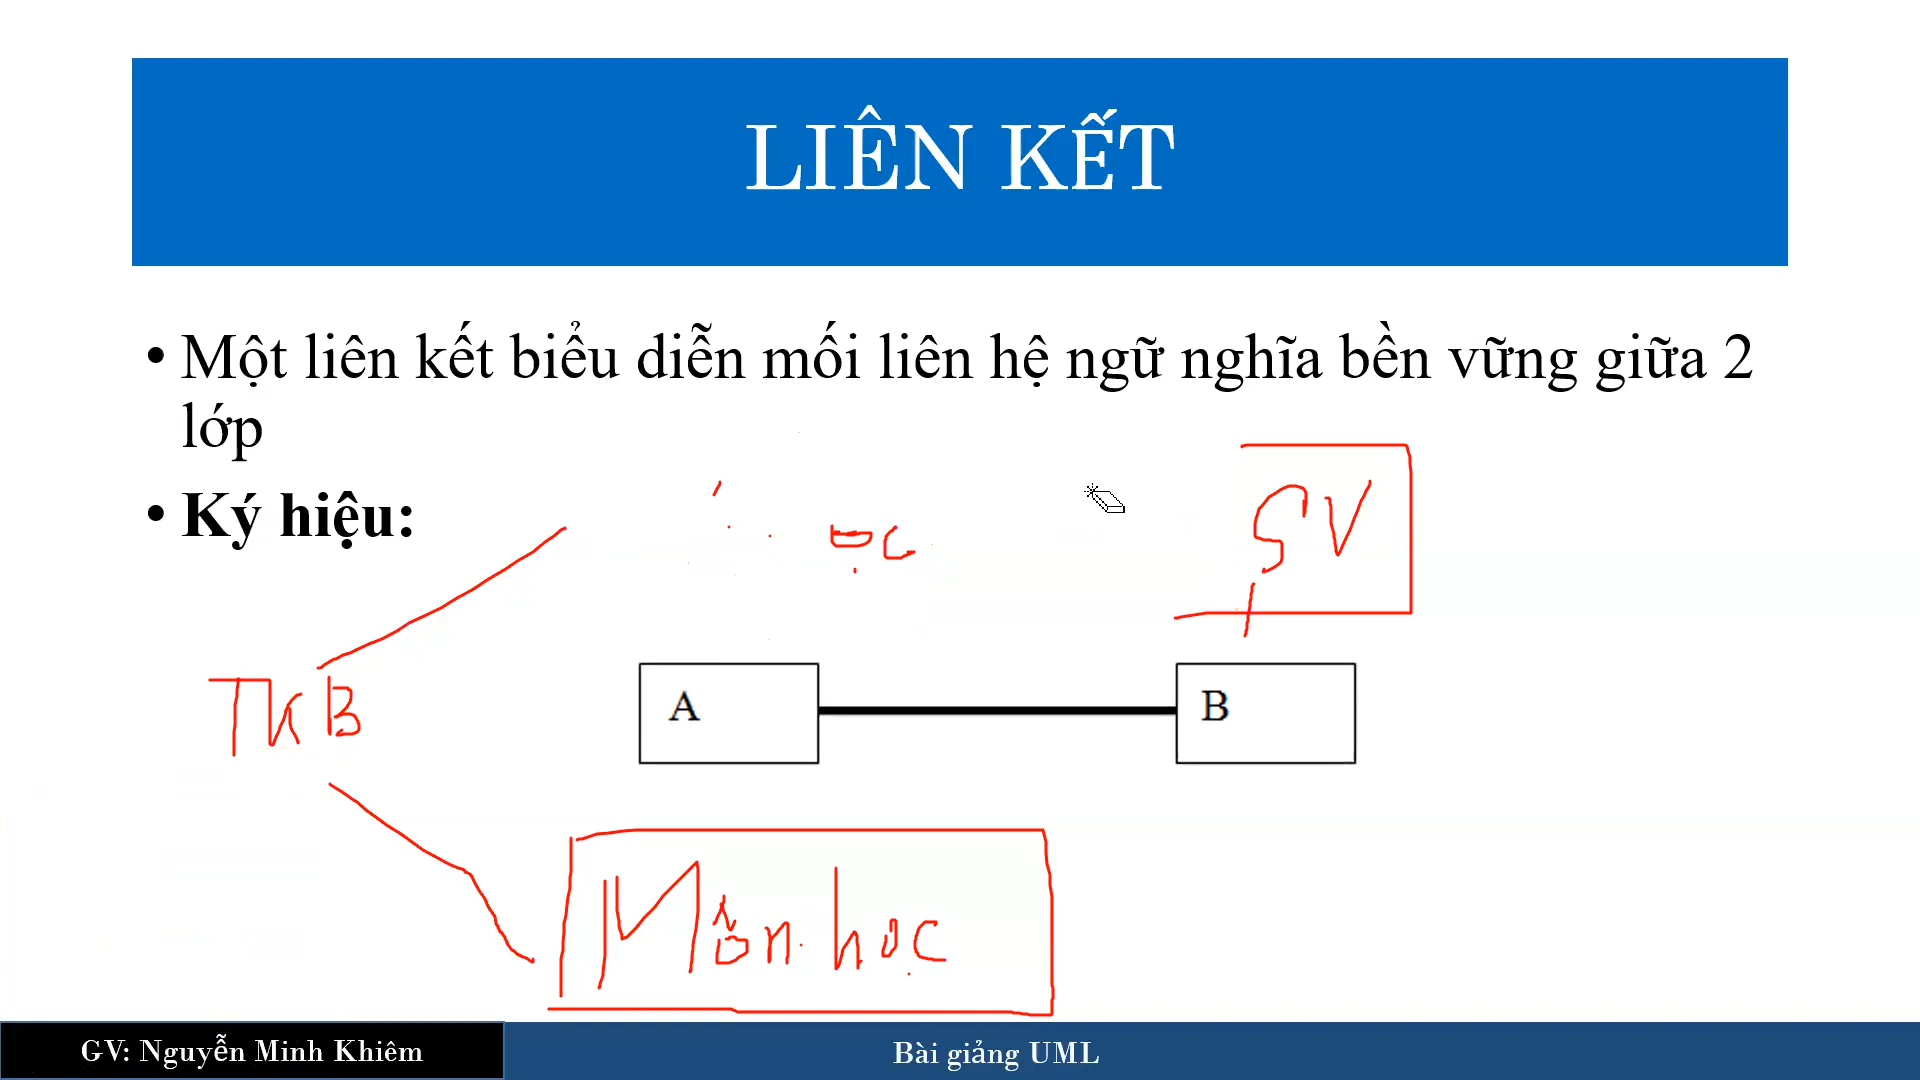 LIÊN KẾT
• Một liên kết biểu diễn mối liên hệ ngữ nghĩa bền vững giữa 2
lớp
• Ký hiệu:
SV
TKB
A
B
Môn học
GV: Nguyễn Minh Khiêm
Bài giảng UML